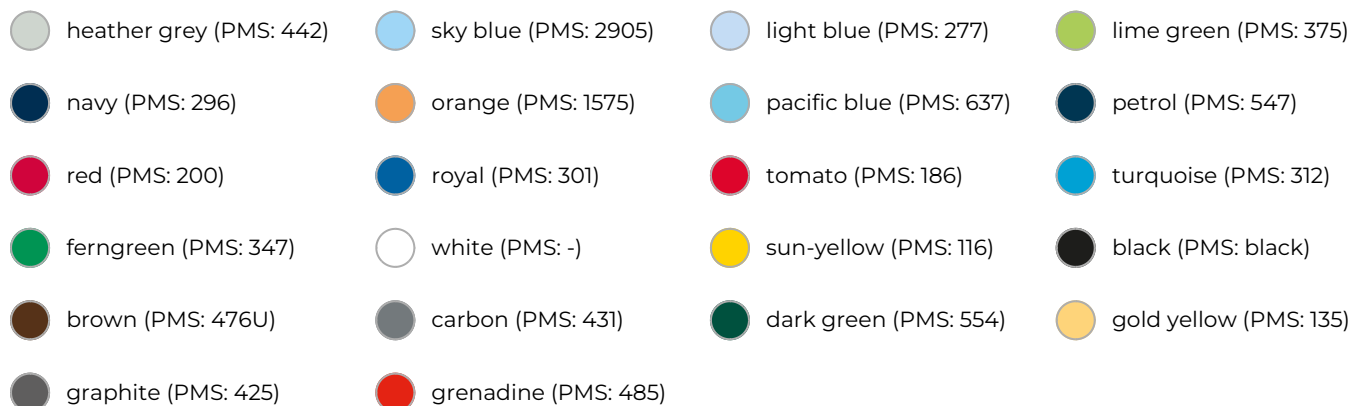 heather grey (PMS: 442)
sky blue (PMS: 2905)
light blue (PMS: 277)
lime green (PMS: 375)
navy (PMS: 296)
orange (PMS: 1575)
pacific blue (PMS: 637)
petrol (PMS: 547)
red (PMS: 200)
royal (PMS: 301)
tomato (PMS: 186)
turquoise (PMS: 312)
ferngreen (PMS: 347)
white (PMS: -)
sun-yellow (PMS: 116)
black (PMS: black)
brown (PMS: 476U)
carbon (PMS: 431)
dark green (PMS: 554)
gold yellow (PMS: 135)
graphite (PMS: 425)
grenadine (PMS: 485)